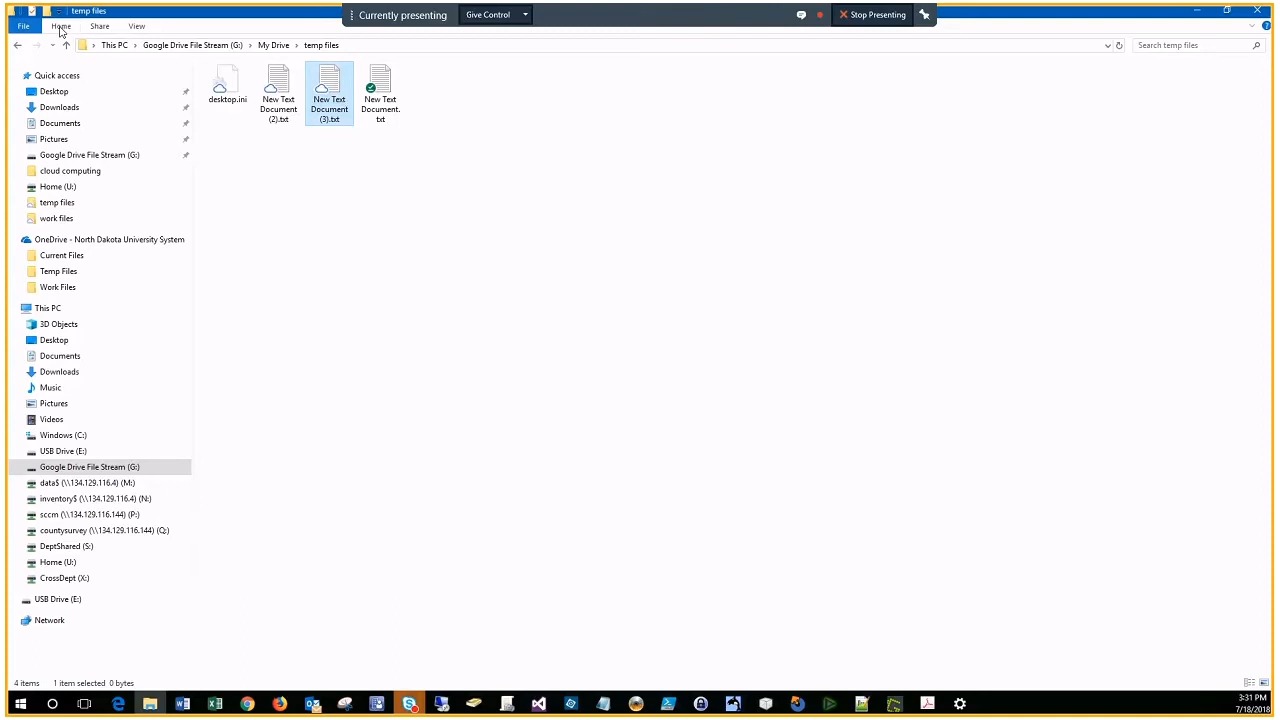 temp files
Currently presenting
Give Control
Stop Presenting
File
Home
Share
View
This PC > Google Drive File Stream (G:) > My Drive > temp files
Search temp files
Quick access
Desktop
Downloads
Documents
Pictures
Google Drive File Stream (G:)
cloud computing
Home (U:)
temp files
work files
OneDrive - North Dakota University System
Current Files
Temp Files
Work Files
This PC
3D Objects
Desktop
Documents
Downloads
Music
Pictures
Videos
Windows (C:)
USB Drive (E:)
Google Drive File Stream (G:)
data$ (\\134.129.116.4) (M:)
inventory$ (\\134.129.116.4) (N:)
sccm (\\134.129.116.144) (P:)
countysurvey (\\134.129.116.144) (Q:)
DeptShared (S:)
Home (U:)
CrossDept (X:)
USB Drive (E:)
Network
desktop.ini
New Text
Document
(2).txt
New Text
Document
(3).txt
New Text
Document.
txt
4 items
1 item selected 0 bytes
3:31 PM
7/18/2018